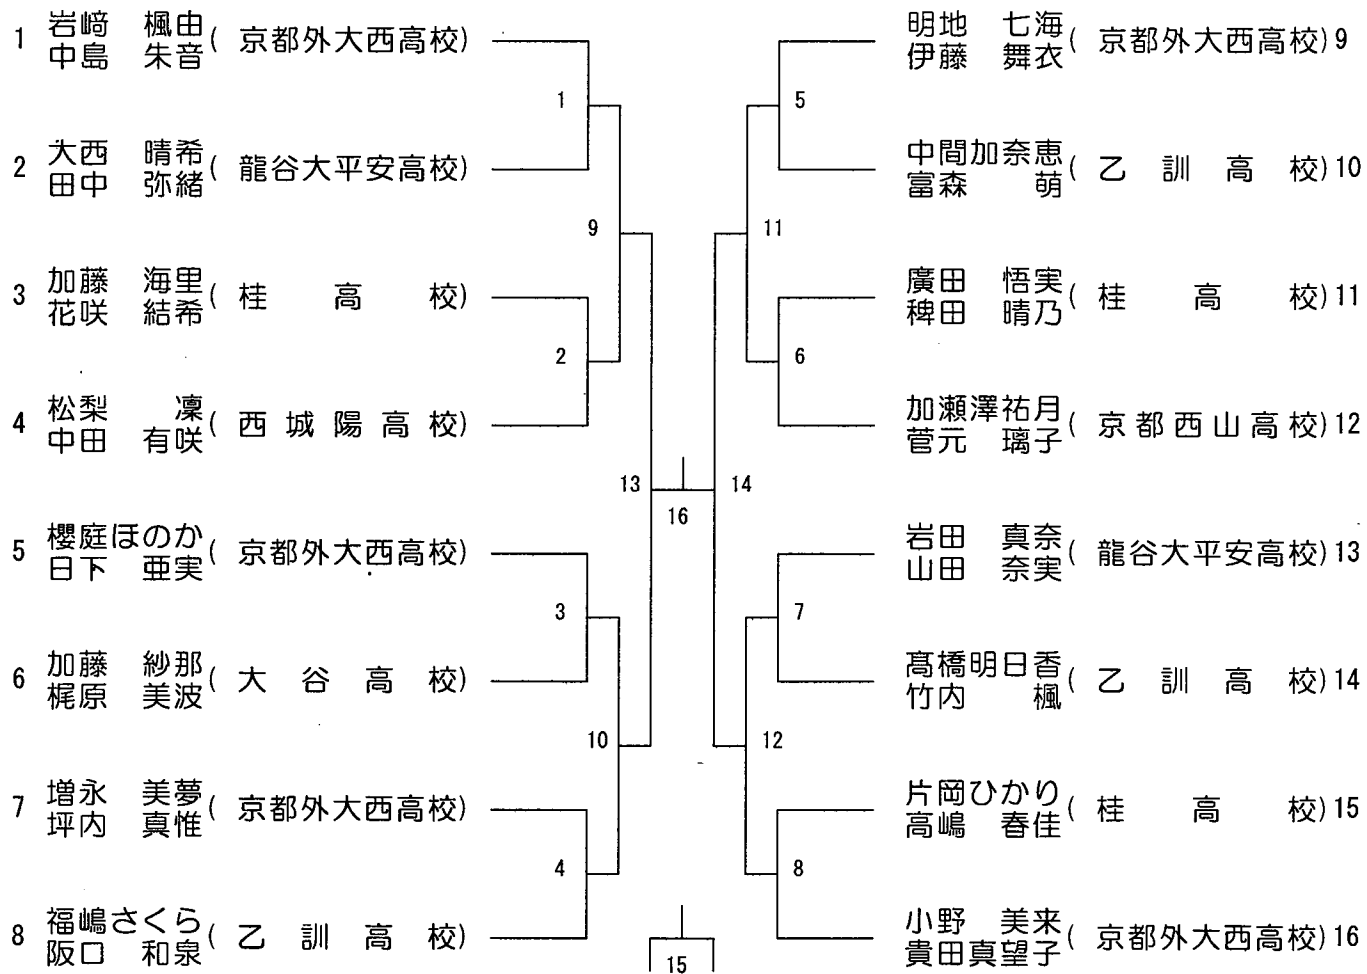 1 岩﨑 楓由
中島 朱音 ( 京都外大西高校)
2 大西 晴希
田中 弥緒 ( 龍谷大平安高校)
3 加藤 海里
花咲 結希 ( 桂高校)
4 松梨 凜
中田 有咲 ( 西城陽高校)
5 櫻庭ほのか
日下 亜実 ( 京都外大西高校)
6 加藤 紗那
梶原 美波 ( 大谷高校)
7 増永 美夢
坪内 真惟 ( 京都外大西高校)
8 福嶋さくら
阪口 和泉 ( 乙訓高校)
1
2
3
4
9
10
13
16
15
14
11
12
5
6
7
8
明地 七海
伊藤 舞衣 ( 京都外大西高校) 9
中間加奈恵
富森 萌 ( 乙訓高校) 10
廣田 悟実
稗田 晴乃 ( 桂高校) 11
加瀬澤祐月
菅元 璃子 ( 京都西山高校) 12
岩田 真奈
山田 奈実 ( 龍谷大平安高校) 13
髙橋明日香
竹内 楓 ( 乙訓高校) 14
片岡ひかり
高嶋 春佳 ( 桂高校) 15
小野 美来
貴田真望子 ( 京都外大西高校) 16